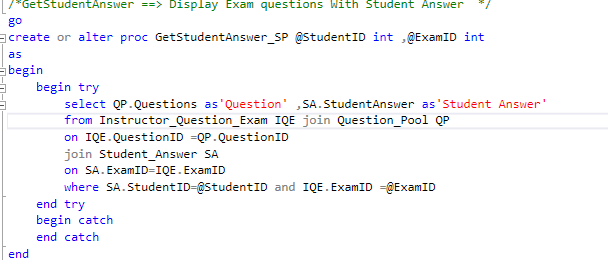 /*GetStudentAnswer ==> Display Exam questions With Student Answer  */
go
create or alter proc GetStudentAnswer_SP @StudentID int ,@ExamID int
as
begin
    begin try
        select QP.Questions as'Question' ,SA.StudentAnswer as'Student Answer'
        from Instructor_Question_Exam IQE join Question_Pool QP
        on IQE.QuestionID =QP.QuestionID
        join Student_Answer SA
        on SA.ExamID=IQE.ExamID
        where SA.StudentID=@StudentID and IQE.ExamID =@ExamID
    end try
    begin catch
    end catch
end